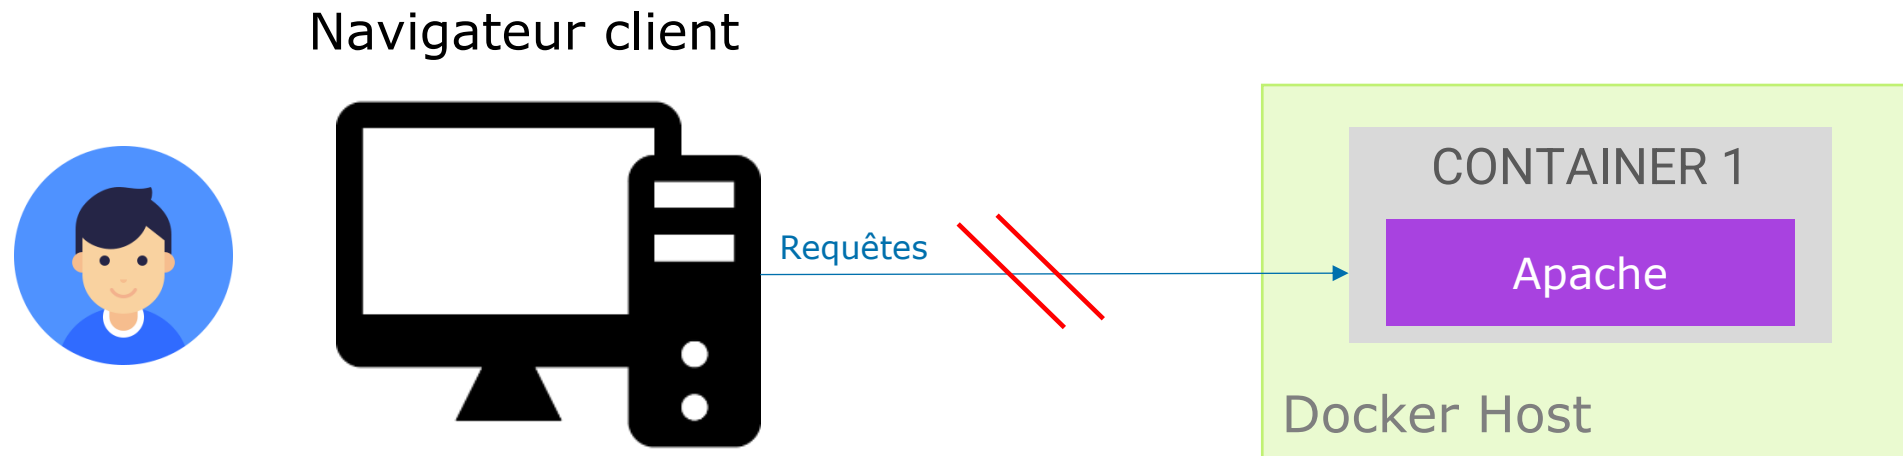 Navigateur client
CONTAINER 1
Requêtes
Apache
Docker Host